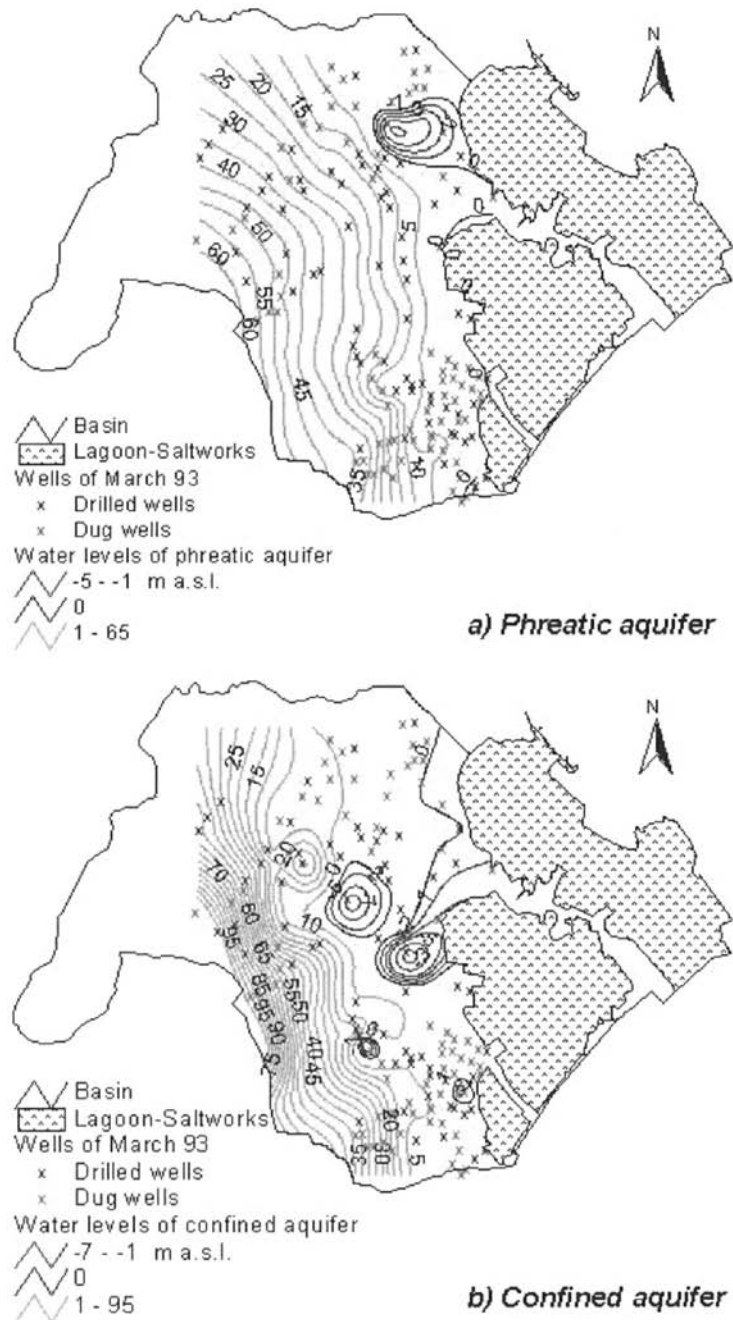 N
25
20
15
30
40
50
60
55
60
45
35
10
5
0
0
0
0
0
0
Basin
Lagoon-Saltworks
Wells of March 93
x Drilled wells
x Dug wells
Water levels of phreatic aquifer
-5 - -1 m a.s.l.
0
1 - 65
a) Phreatic aquifer
N
25
15
0
70
60
95
65
10
85
55
50
95
90
40
45
75
20
35
30
5
Basin
Lagoon-Saltworks
Wells of March 93
x Drilled wells
x Dug wells
Water levels of confined aquifer
-7 - -1 m a.s.l.
0
1 - 95
b) Confined aquifer